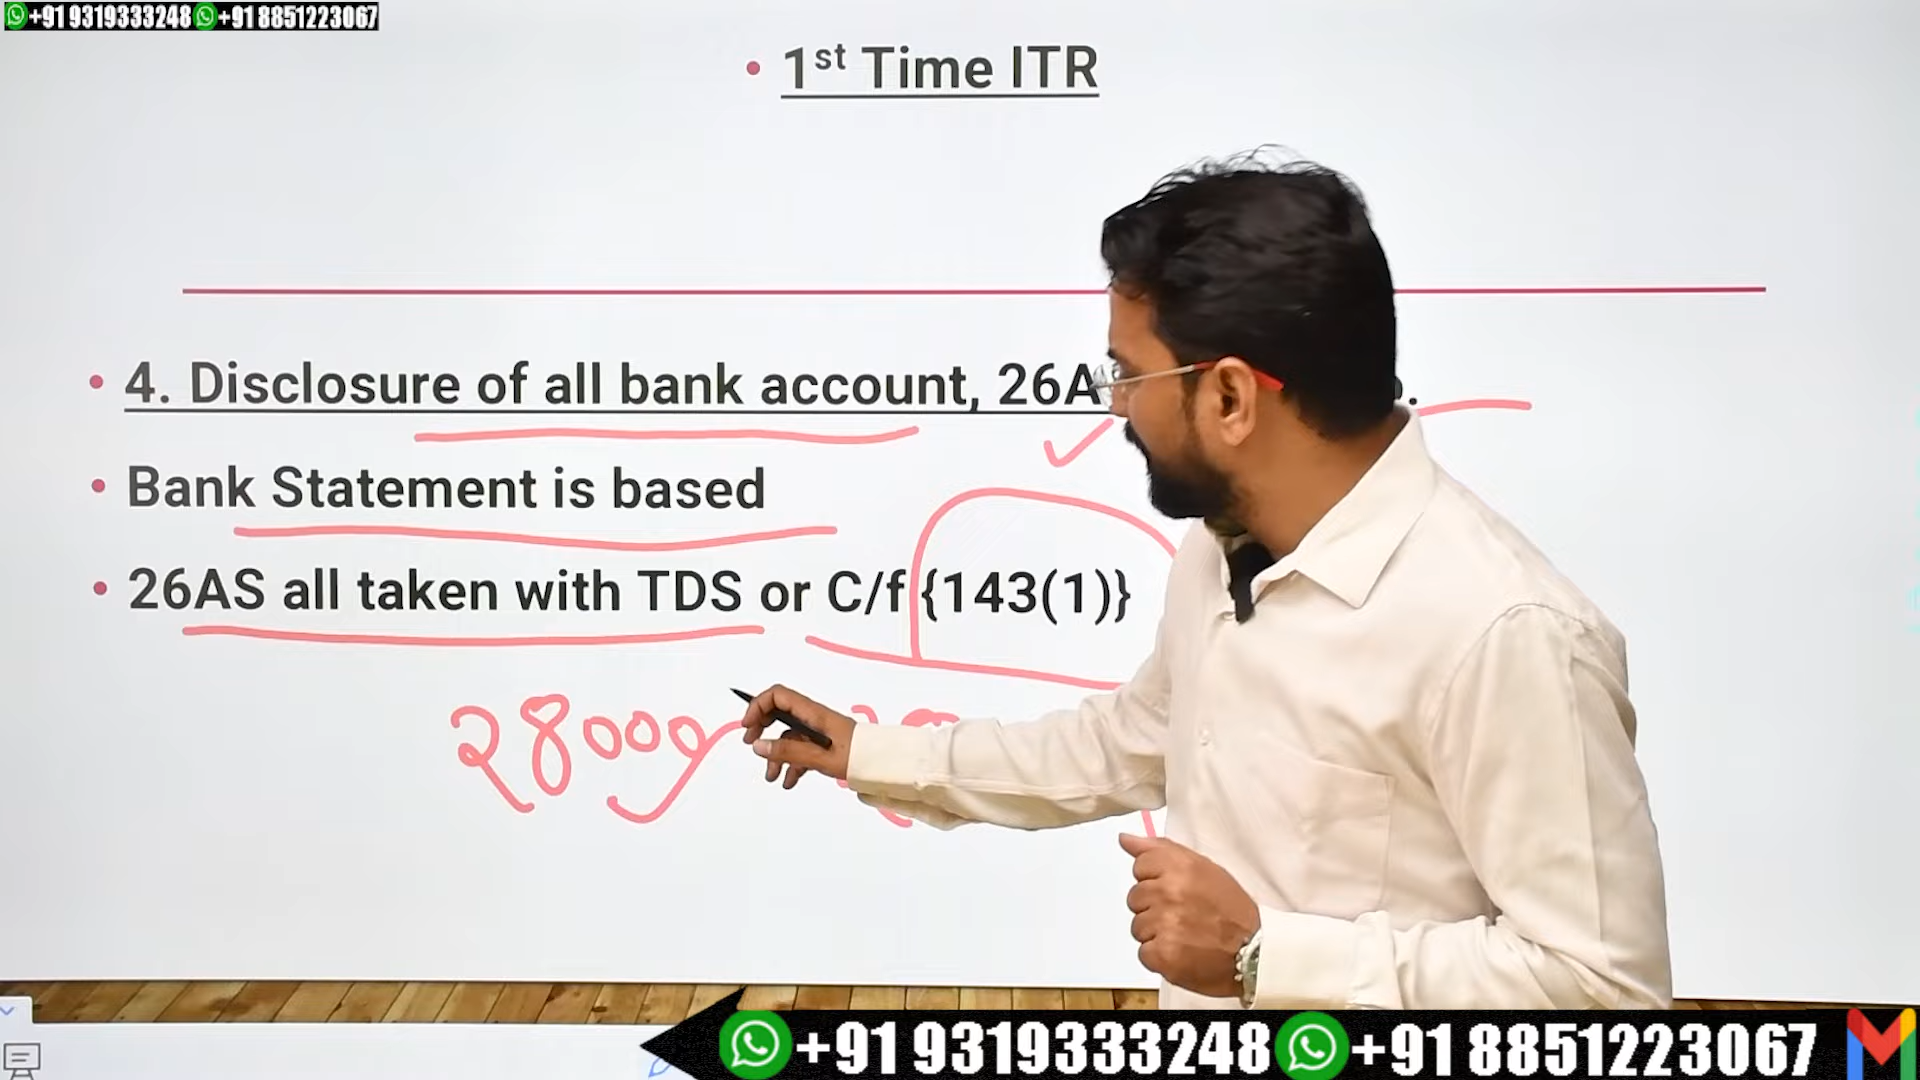 +91 9319333248 +91 8851223067
• 1st Time ITR
• 4. Disclosure of all bank account, 26A
• Bank Statement is based
• 26AS all taken with TDS or C/f {143(1)}
28000
+91 9319333248 +91 8851223067